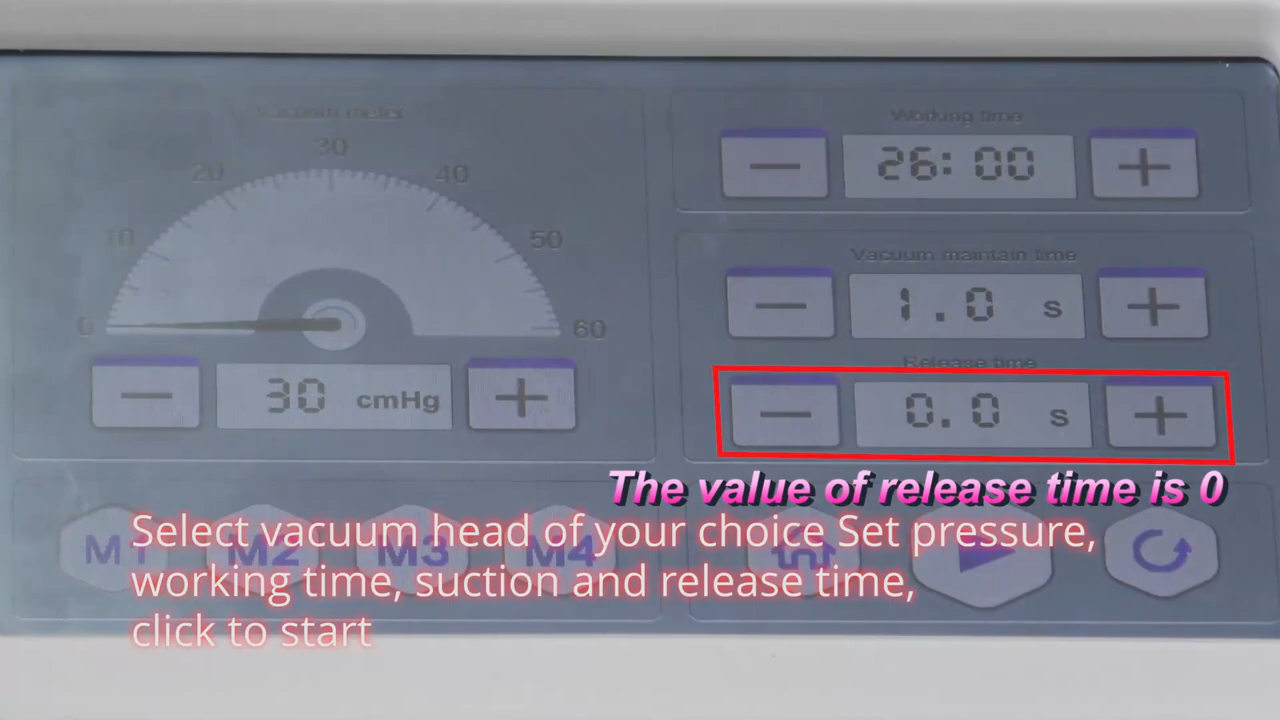 Vacuum meter
0
10
20
30
40
50
60
30 cmHg
Working time
26:00
Vacuum maintain time
1.0 s
Release time
0.0 s
The value of release time is 0
M1 M2 M3 M4
Select vacuum head of your choice Set pressure,
working time, suction and release time,
click to start